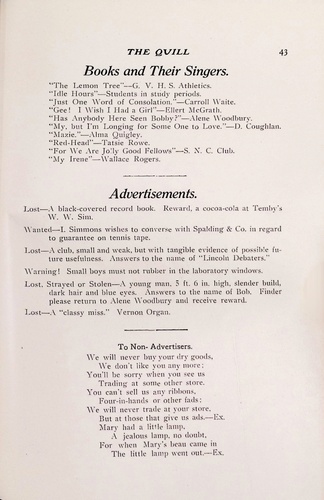 THE QUILL 43
Books and Their Singers.
"The Lemon Tree"—G. V. H. S. Athletics.
"Idle Hours"—Students in study periods.
"Just One Word of Consolation."—Carroll Waite.
"Gee! I Wish I Had a Girl"—Ellert McGrath.
"Has Anybody Here Seen Bobby?"—Alene Woodbury.
"My, but I'm Longing for Some One to Love."—D. Coughlan.
"Mazie."—Alma Quigley.
"Red-Head"—Tatsie Rowe.
"For We Are Jolly Good Fellows"—S. N. C. Club.
"My Irene"—Wallace Rogers.
Advertisements.
Lost—A black-covered record book. Reward, a cocoa-cola at Temby's
W. W. Sim.
Wanted—I. Simmons wishes to converse with Spalding & Co. in regard
to guarantee on tennis tape.
Lost—A club, small and weak, but with tangible evidence of possible fu-
ture usefulness. Answers to the name of "Lincoln Debaters."
Warning! Small boys must not rubber in the laboratory windows.
Lost, Strayed or Stolen—A young man, 5 ft. 6 in. high, slender build,
dark hair and blue eyes. Answers to the name of Bob. Finder
please return to Alene Woodbury and receive reward.
Lost—A "classy miss." Vernon Organ.
To Non- Advertisers.
We will never buy your dry goods,
We don't like you any more;
You'll be sorry when you see us
Trading at some other store.
You can't sell us any ribbons,
Four-in-hands or other fads;
We will never trade at your store,
But at those that give us ads.—Ex.
Mary had a little lamp,
A jealous lamp, no doubt,
For when Mary's beau came in
The little lamp went out.—Ex.